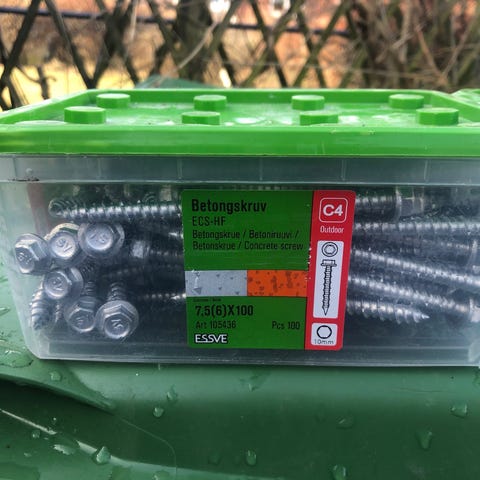 Betongskruv
ECS-HF
Betongskrue / Betoniruuvi /
Betonskrue / Concrete screw
7,5(6)X100
Art 105436 Pcs 100
ESSVE
C4
Outdoor
10mm